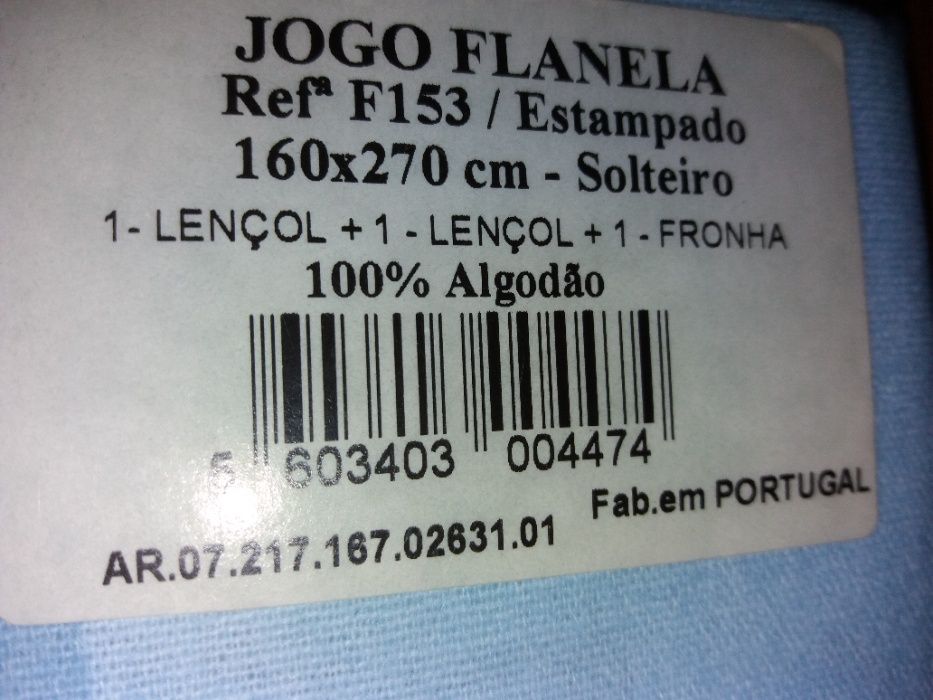 JOGO FLANELA
Refª F153 / Estampado
160x270 cm - Solteiro
1- LENÇOL + 1 - LENÇOL + 1 - FRONHA
100% Algodão
5 603403 004474
Fab.em PORTUGAL
AR.07.217.167.02631.01